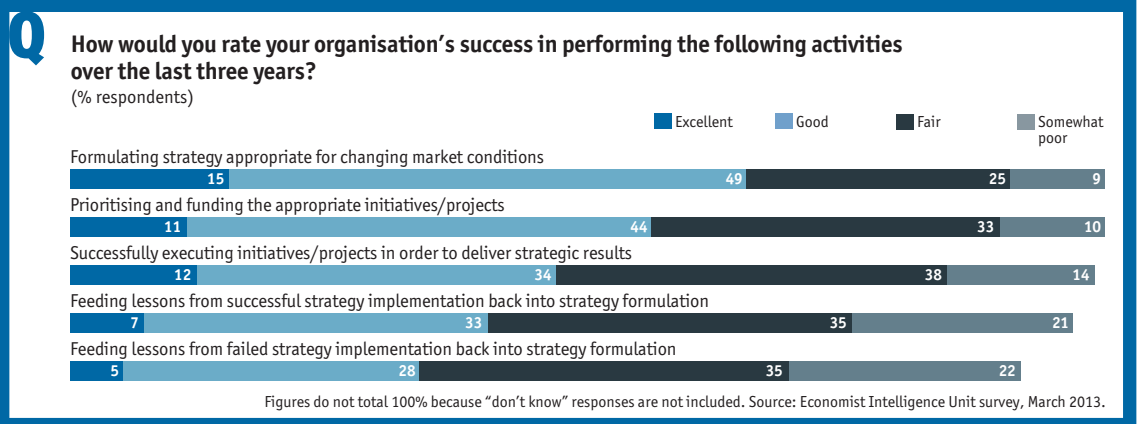 Q
How would you rate your organisation's success in performing the following activities
over the last three years?
(% respondents)
Excellent Good Fair Somewhat
poor
Formulating strategy appropriate for changing market conditions
15 49 25 9
Prioritising and funding the appropriate initiatives/projects
11 44 33 10
Successfully executing initiatives/projects in order to deliver strategic results
12 34 38 14
Feeding lessons from successful strategy implementation back into strategy formulation
7 33 35 21
Feeding lessons from failed strategy implementation back into strategy formulation
5 28 35 22
Figures do not total 100% because “don't know” responses are not included. Source: Economist Intelligence Unit survey, March 2013.